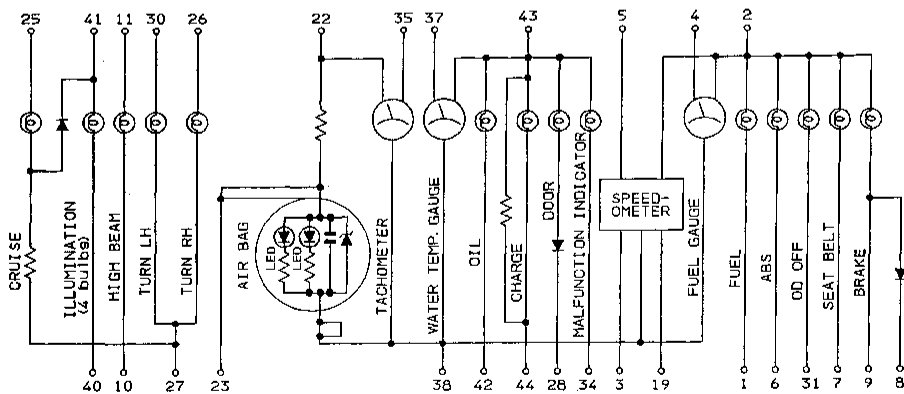 25 41 11 30 26 22 35 37 43 5 4 2
CRUISE
ILLUMINATION
(4 bulbs)
HIGH BEAM
TURN LH
TURN RH
AIR BAG
LED
LED
TACHOMETER
WATER TEMP. GAUGE
OIL
CHARGE
DOOR
MALFUNCTION INDICATOR
SPEED-
OMETER
FUEL GAUGE
FUEL
ABS
OD OFF
SEAT BELT
BRAKE
40 10 27 23 38 42 44 28 34 3 19 1 6 31 7 9 8